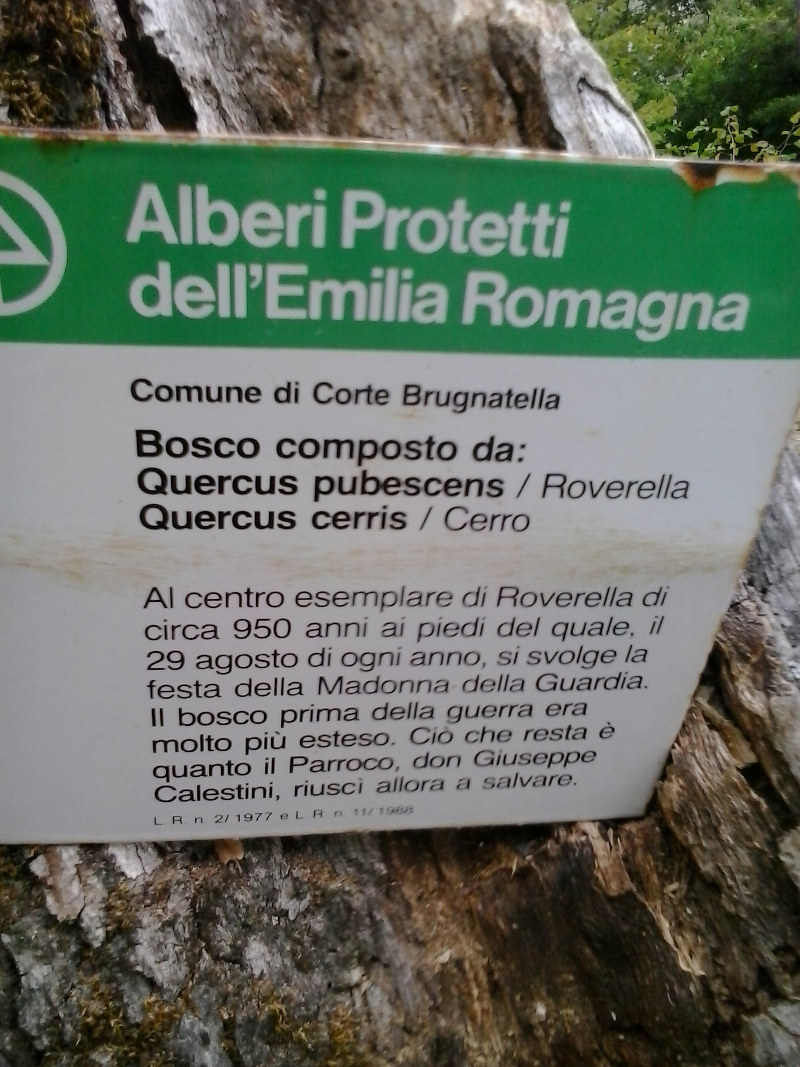 Alberi Protetti
dell'Emilia Romagna
Comune di Corte Brugnatella
Bosco composto da:
Quercus pubescens / Roverella
Quercus cerris / Cerro
Al centro esemplare di Roverella di
circa 950 anni ai piedi del quale, il
29 agosto di ogni anno, si svolge la
festa della Madonna della Guardia.
Il bosco prima della guerra era
molto più esteso. Ciò che resta è
quanto il Parroco, don Giuseppe
Calestini, riuscì allora a salvare.
L. R. n. 2/1977 e L. R. n. 11/1988